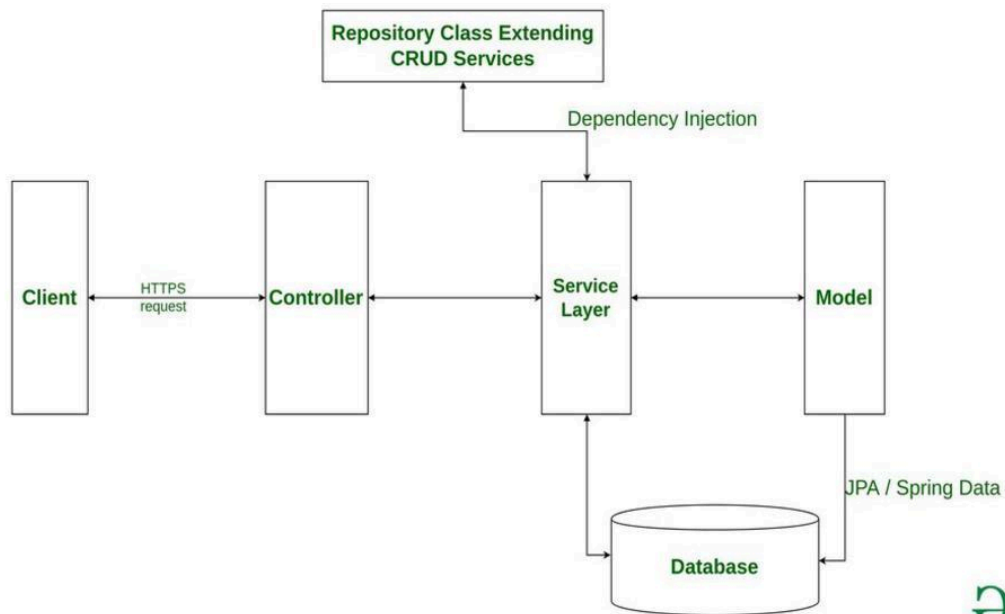 Repository Class Extending
CRUD Services
Dependency Injection
Client
HTTPS
request
Controller
Service
Layer
Model
JPA / Spring Data
Database